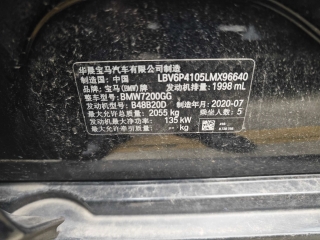 华晨宝马汽车有限公司制造
制造国：中国 LBV6P4105LMX96640
品牌：宝马(BMW)牌 发动机排量：1998 mL
整车型号：BMW7200GG
发动机型号：B48B20D 制造年月：2020-07
最大允许总质量：2055 kg 乘坐人数：5
发动机最大净功率：135 kW
最大允许牵引质量：-- kg